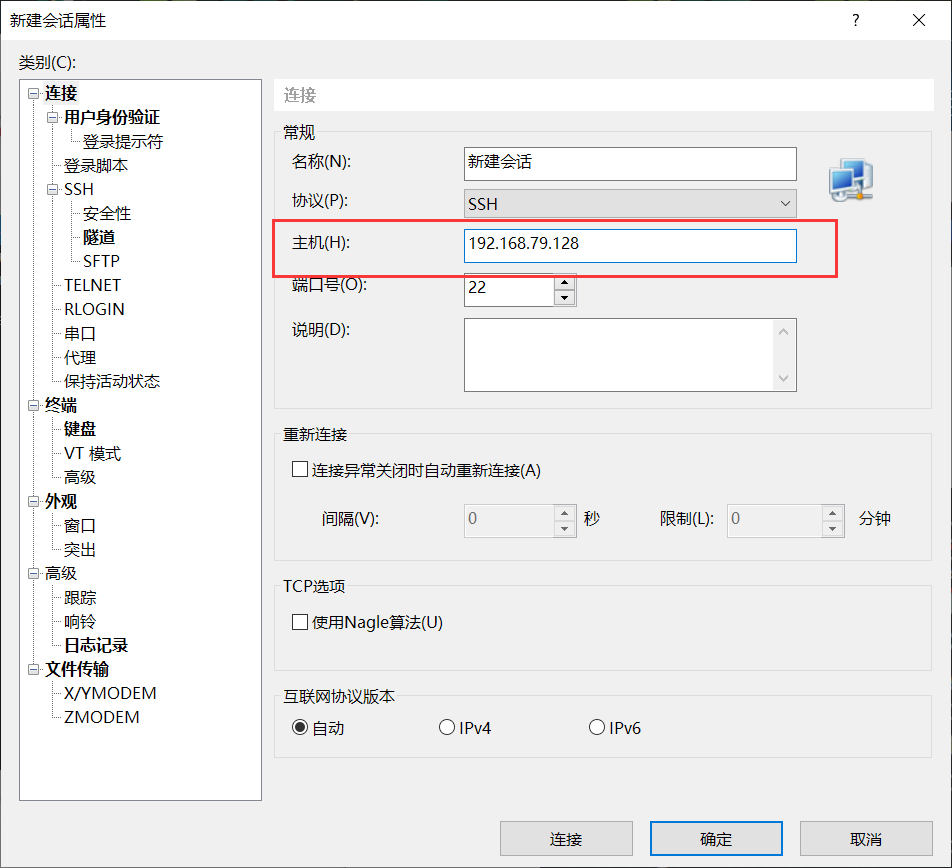 新建会话属性
?
类别(C):
连接
用户身份验证
登录提示符
登录脚本
SSH
安全性
隧道
SFTP
TELNET
RLOGIN
串口
代理
保持活动状态
终端
键盘
VT 模式
高级
外观
窗口
突出
高级
跟踪
响铃
日志记录
文件传输
X/YMODEM
ZMODEM
连接
常规
名称(N): 新建会话
协议(P): SSH
主机(H): 192.168.79.128
端口号(O): 22
说明(D):
重新连接
连接异常关闭时自动重新连接(A)
间隔(V): 0 秒 限制(L): 0 分钟
TCP选项
使用Nagle算法(U)
互联网协议版本
自动 IPv4 IPv6
连接 确定 取消